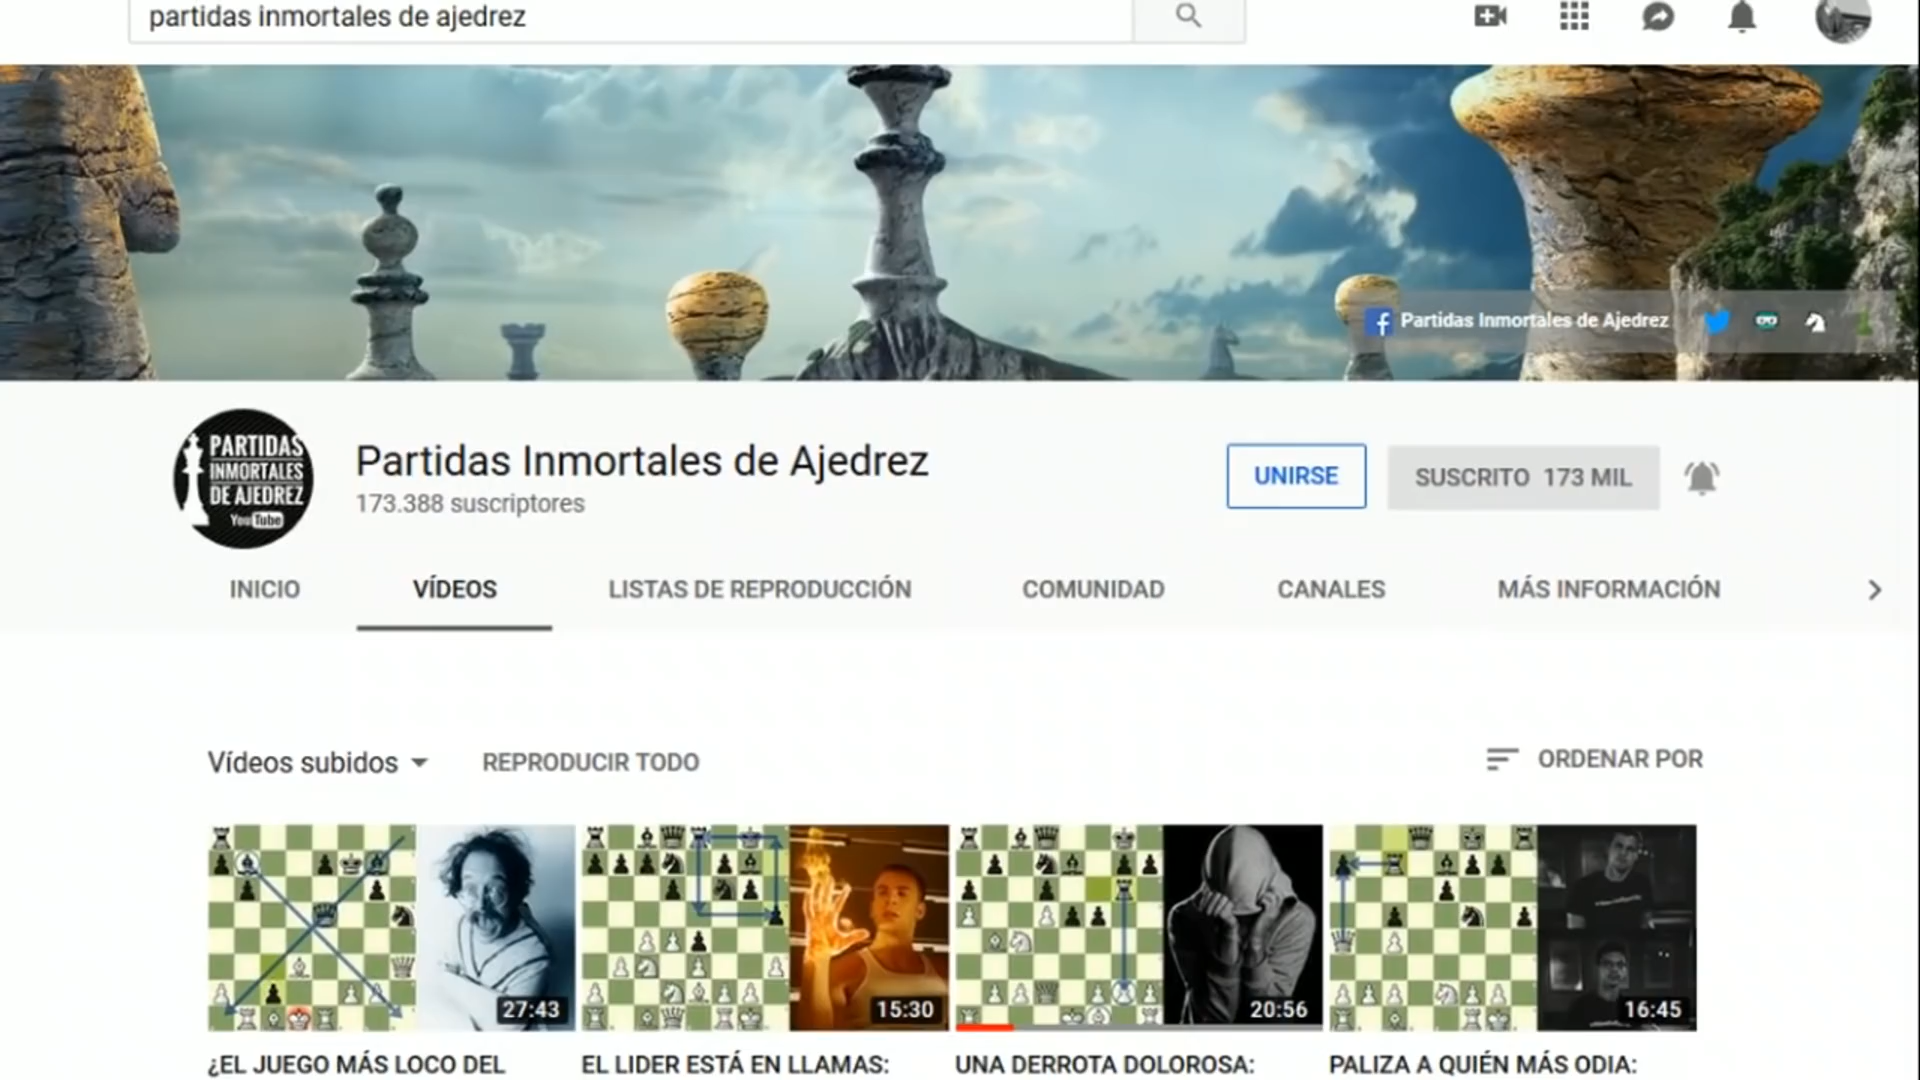 partidas inmortales de ajedrez
Partidas Inmortales de Ajedrez
PARTIDAS
INMORTALES
DE AJEDREZ
YouTube
Partidas Inmortales de Ajedrez
173.388 suscriptores
UNIRSE
SUSCRITO 173 MIL
INICIO
VÍDEOS
LISTAS DE REPRODUCCIÓN
COMUNIDAD
CANALES
MÁS INFORMACIÓN
Vídeos subidos
REPRODUCIR TODO
ORDENAR POR
27:43
15:30
20:56
16:45
¿EL JUEGO MÁS LOCO DEL
EL LIDER ESTÁ EN LLAMAS:
UNA DERROTA DOLOROSA:
PALIZA A QUIÉN MÁS ODIA: